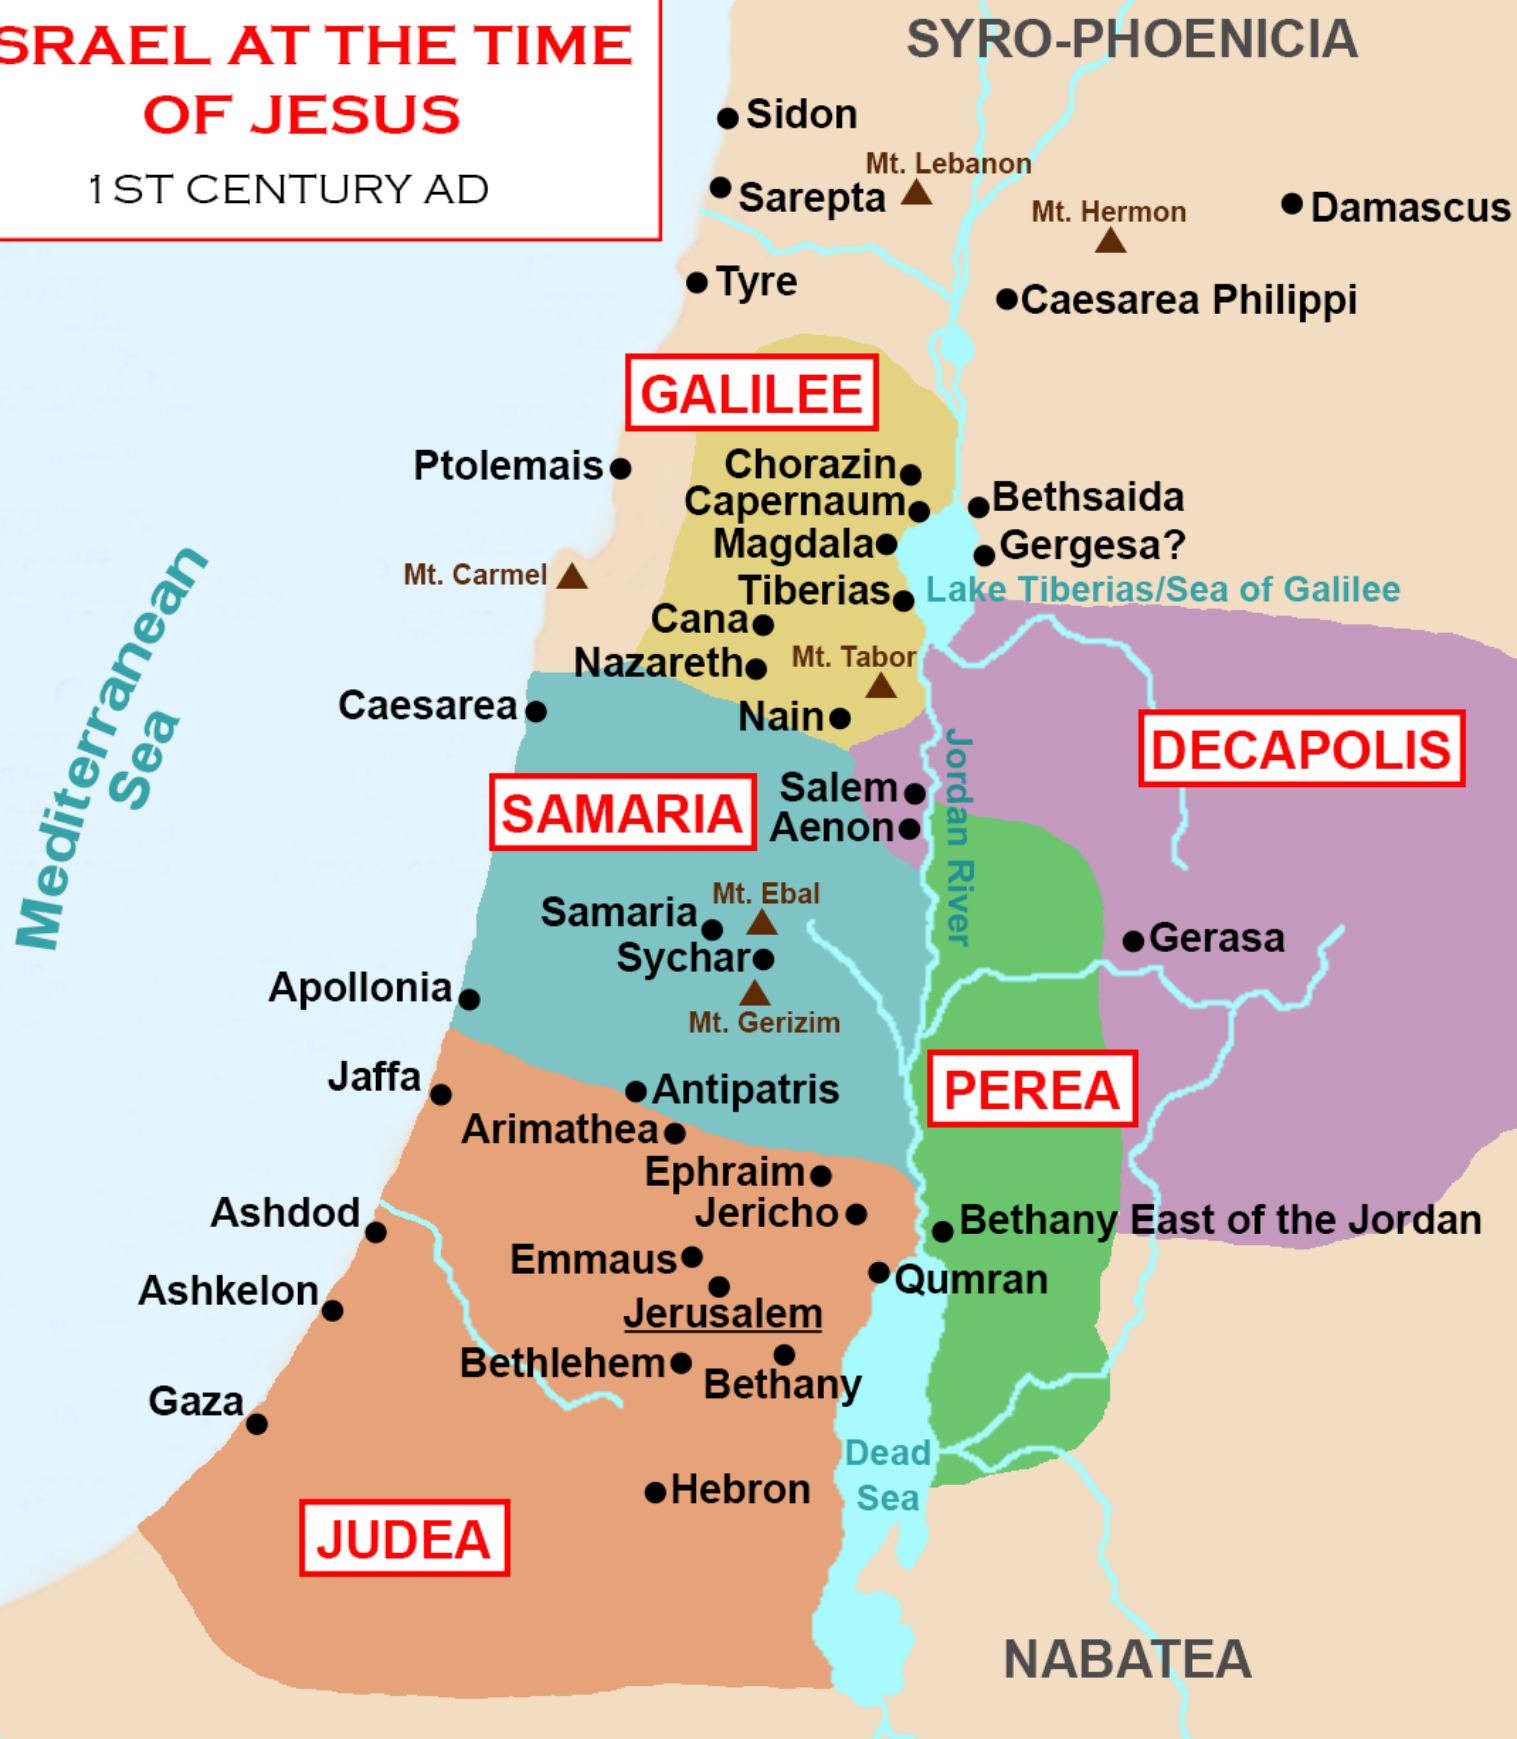 SRAEL AT THE TIME
OF JESUS
1ST CENTURY AD
SYRO-PHOENICIA
Sidon
Mt. Lebanon
Sarepta
Mt. Hermon
Damascus
Tyre
Caesarea Philippi
GALILEE
Ptolemais
Chorazin
Capernaum
Bethsaida
Magdala
Gergesa?
Mt. Carmel
Tiberias
Lake Tiberias/Sea of Galilee
Cana
Nazareth
Mt. Tabor
Caesarea
Nain
Mediterranean
Sea
DECAPOLIS
Jordan River
Salem
SAMARIA
Aenon
Mt. Ebal
Samaria
Sychar
Gerasa
Apollonia
Mt. Gerizim
Jaffa
Antipatris
PEREA
Arimathea
Ephraim
Ashdod
Jericho
Bethany East of the Jordan
Emmaus
Qumran
Ashkelon
Jerusalem
Bethlehem
Bethany
Gaza
Dead
Sea
Hebron
JUDEA
NABATEA